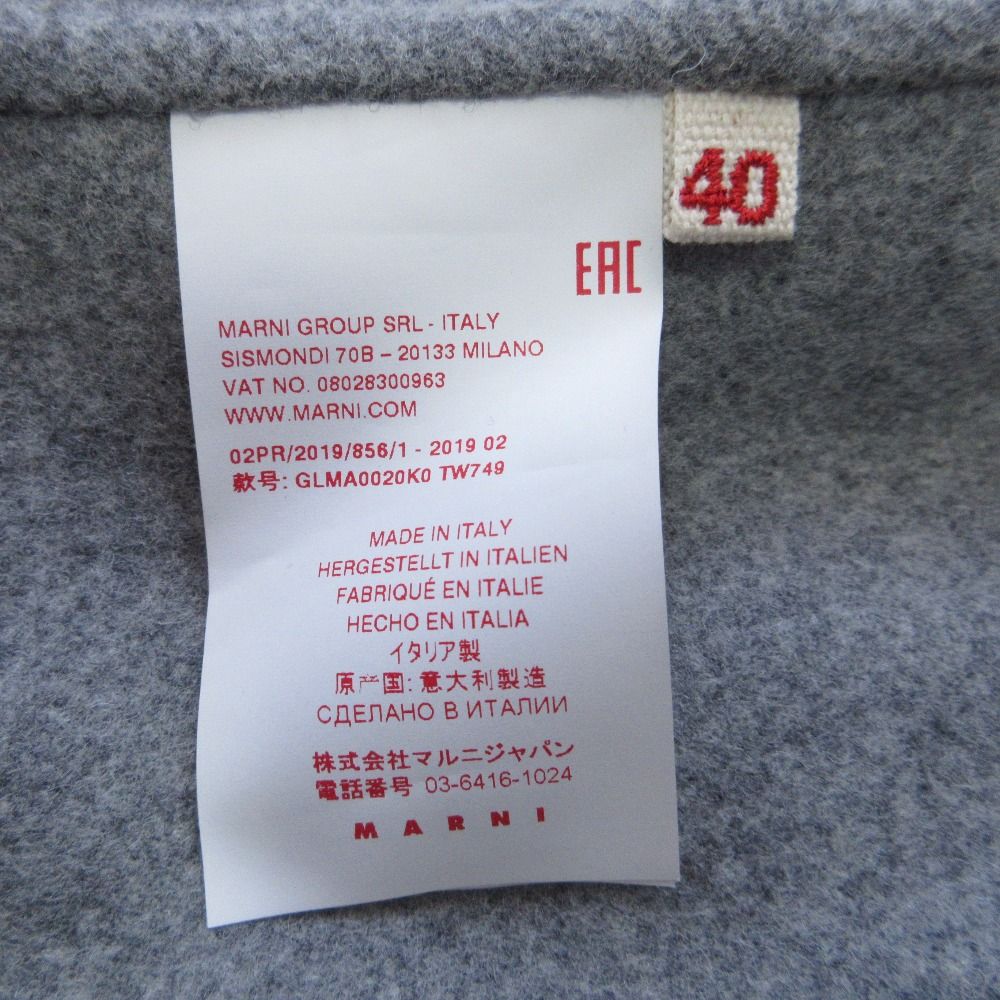 40
EAC
MARNI GROUP SRL - ITALY
SISMONDI 70B – 20133 MILANO
VAT NO. 08028300963
WWW.MARNI.COM
02PR/2019/856/1 - 2019 02
款号: GLMA0020K0 TW749
MADE IN ITALY
HERGESTELLT IN ITALIEN
FABRIQUÉ EN ITALIE
HECHO EN ITALIA
イタリア製
原产国: 意大利製造
СДЕЛАНО В ИТАЛИИ
株式会社マルニジャパン
電話番号 03-6416-1024
MARNI